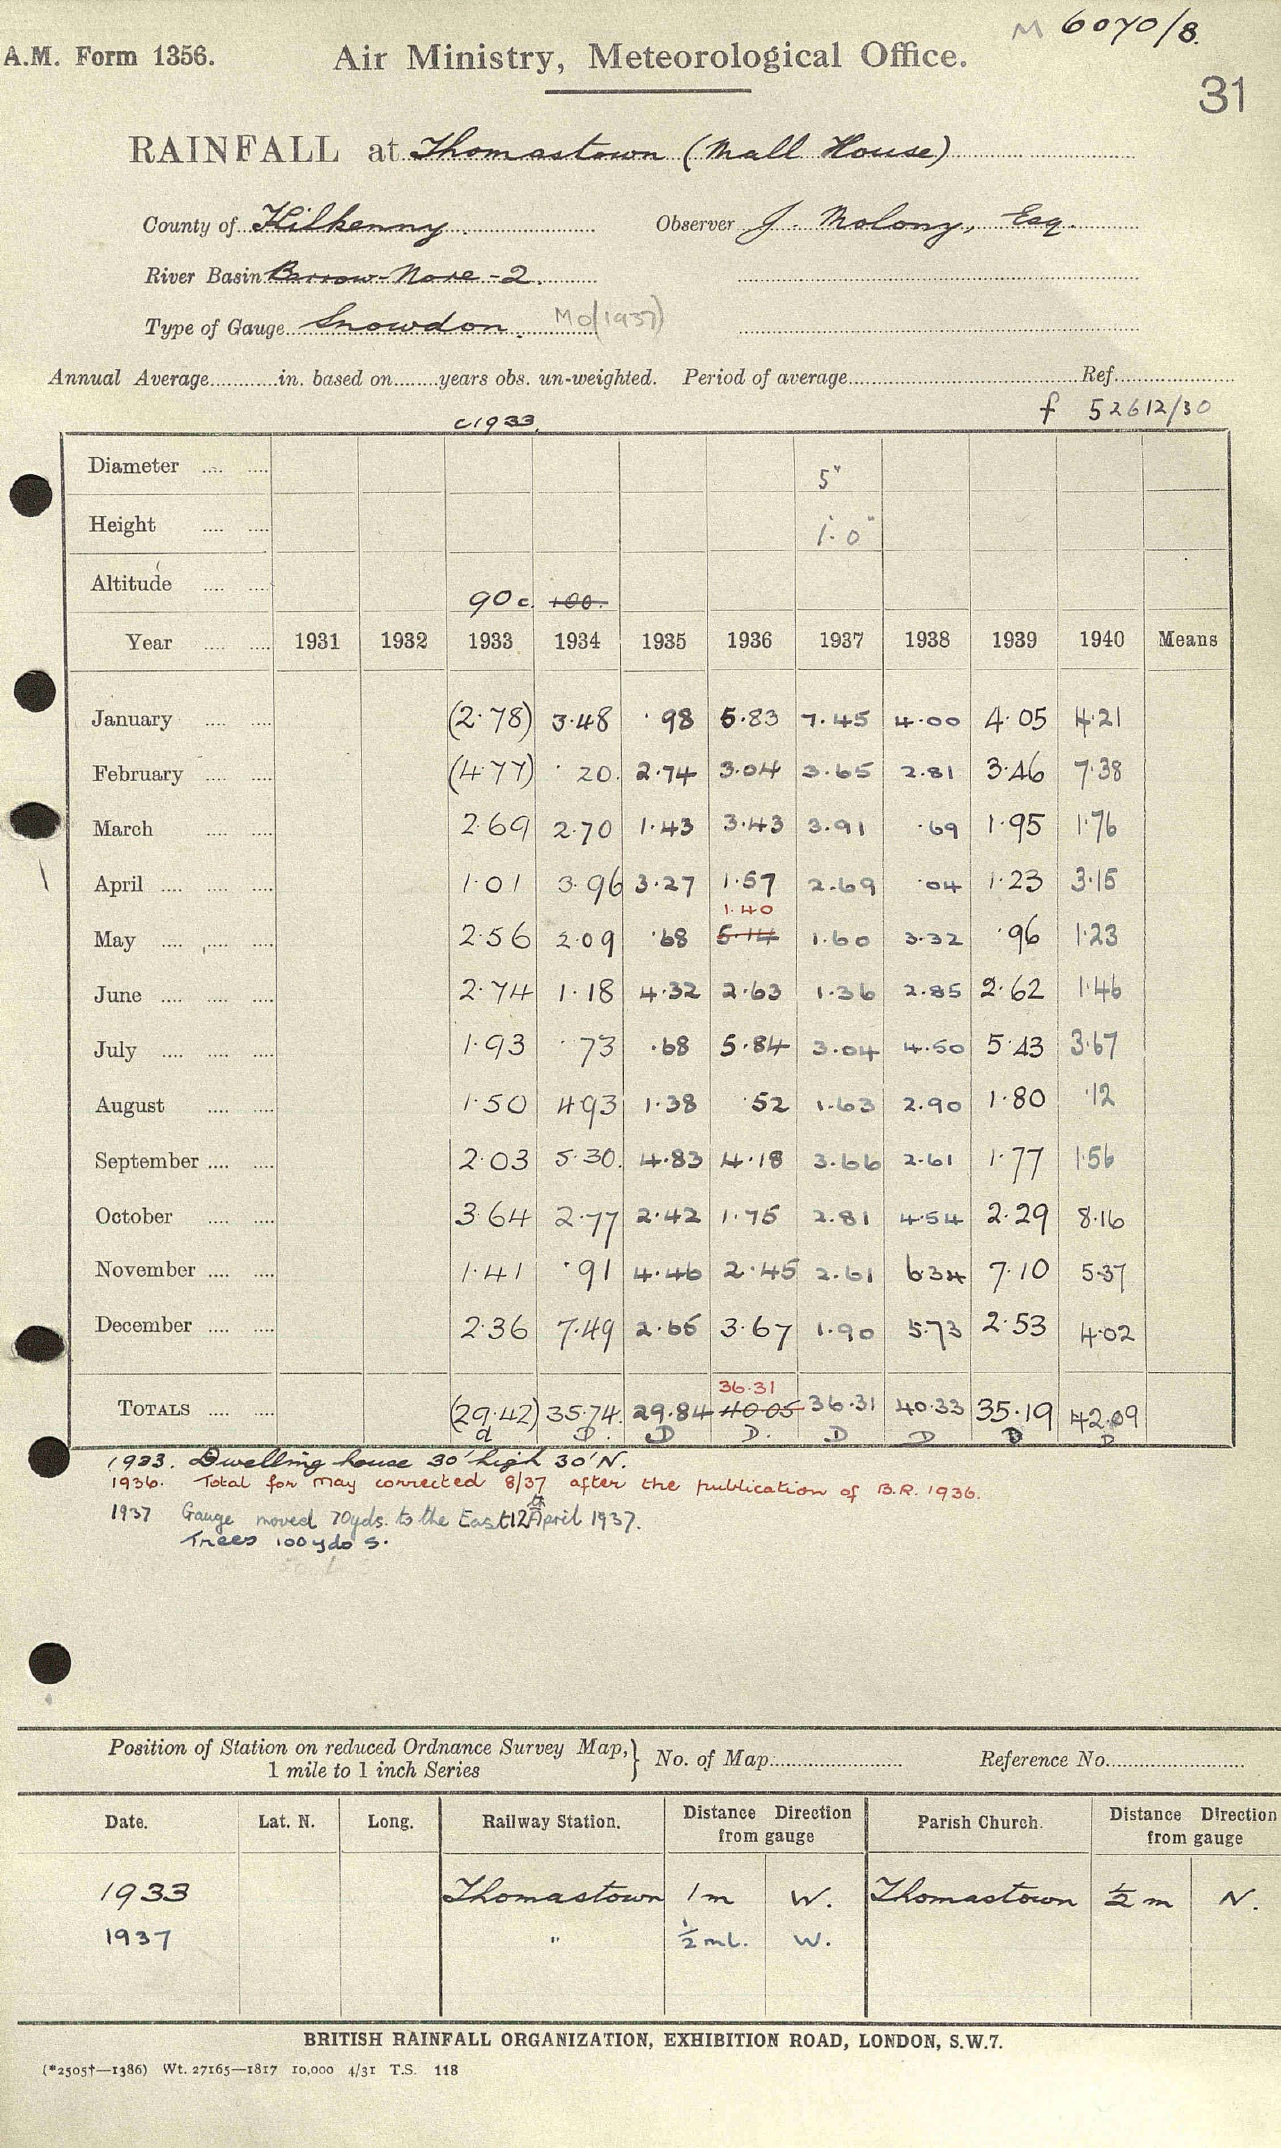 M 6070/8.
A.M. Form 1356. Air Ministry, Meteorological Office.
31
RAINFALL at Thomastown (Mall House)
County of Kilkenny. Observer J. Molony, Esq.
River Basin Barrow-Nore-2.
Type of Gauge Snowdon. MO(1937)
Annual Average............in. based on........years obs. un-weighted. Period of average............Ref............
f 52612/30
c1933.
Diameter .... .... 5"
Height .... .... 1' 0"
Altitude .... .... 90c. 100.
Year .... .... 1931 1932 1933 1934 1935 1936 1937 1938 1939 1940 Means
January .... .... (2.78) 3.48 .98 5.83 7.45 4.00 4.05 4.21
February .... .... (4.77) .20. 2.74 3.04 3.65 2.81 3.46 7.38
March .... .... 2.69 2.70 1.43 3.43 3.91 .69 1.95 1.76
April .... .... .... 1.01 3.96 3.27 1.57 2.69 .04 1.23 3.15
1.40
May .... .... .... 2.56 2.09 .68 5.14 1.60 3.32 .96 1.23
June .... .... .... 2.74 1.18 4.32 2.63 1.36 2.85 2.62 1.46
July .... .... .... 1.93 .73 .68 5.84 3.04 4.50 5.43 3.67
August .... .... 1.50 4.93 1.38 .52 1.63 2.90 1.80 .12
September .... .... 2.03 5.30. 4.83 4.18 3.66 2.61 1.77 1.56
October .... .... 3.64 2.77 2.42 1.75 2.81 4.54 2.29 8.16
November .... .... 1.41 .91 4.46 2.45 2.61 6.34 7.10 5.37
December .... .... 2.36 7.49 2.65 3.67 1.90 5.73 2.53 4.02
36.31
TOTALS .... .... (29.42) 35.74. 29.84 40.05 36.31 40.33 35.19 42.09
d D. D D. D D D D
1933. Dwelling house 30' high 30' N.
1936. Total for May corrected 8/37 after the publication of B.R. 1936.
1937 Gauge moved 70yds. to the East 12th April 1937.
Trees 100yds S.
Position of Station on reduced Ordnance Survey Map, 1 mile to 1 inch Series } No. of Map............ Reference No............
Date. Lat. N. Long. Railway Station. Distance Direction from gauge Parish Church. Distance Direction from gauge
1933 Thomastown 1m W. Thomastown ½ m N.
1937 " ½ ml. W.
BRITISH RAINFALL ORGANIZATION, EXHIBITION ROAD, LONDON, S.W.7.
(*2505†—1386) Wt. 27165—1817 10,000 4/31 T.S. 118